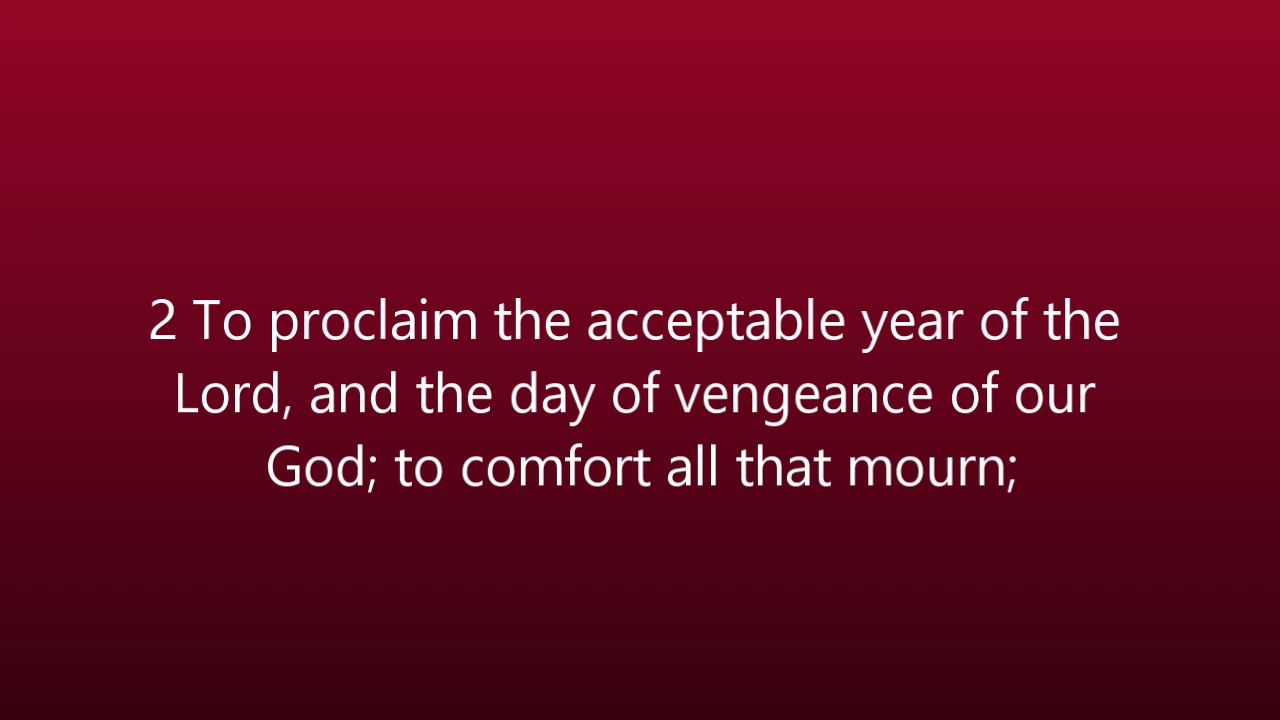 2 To proclaim the acceptable year of the
Lord, and the day of vengeance of our
God; to comfort all that mourn;